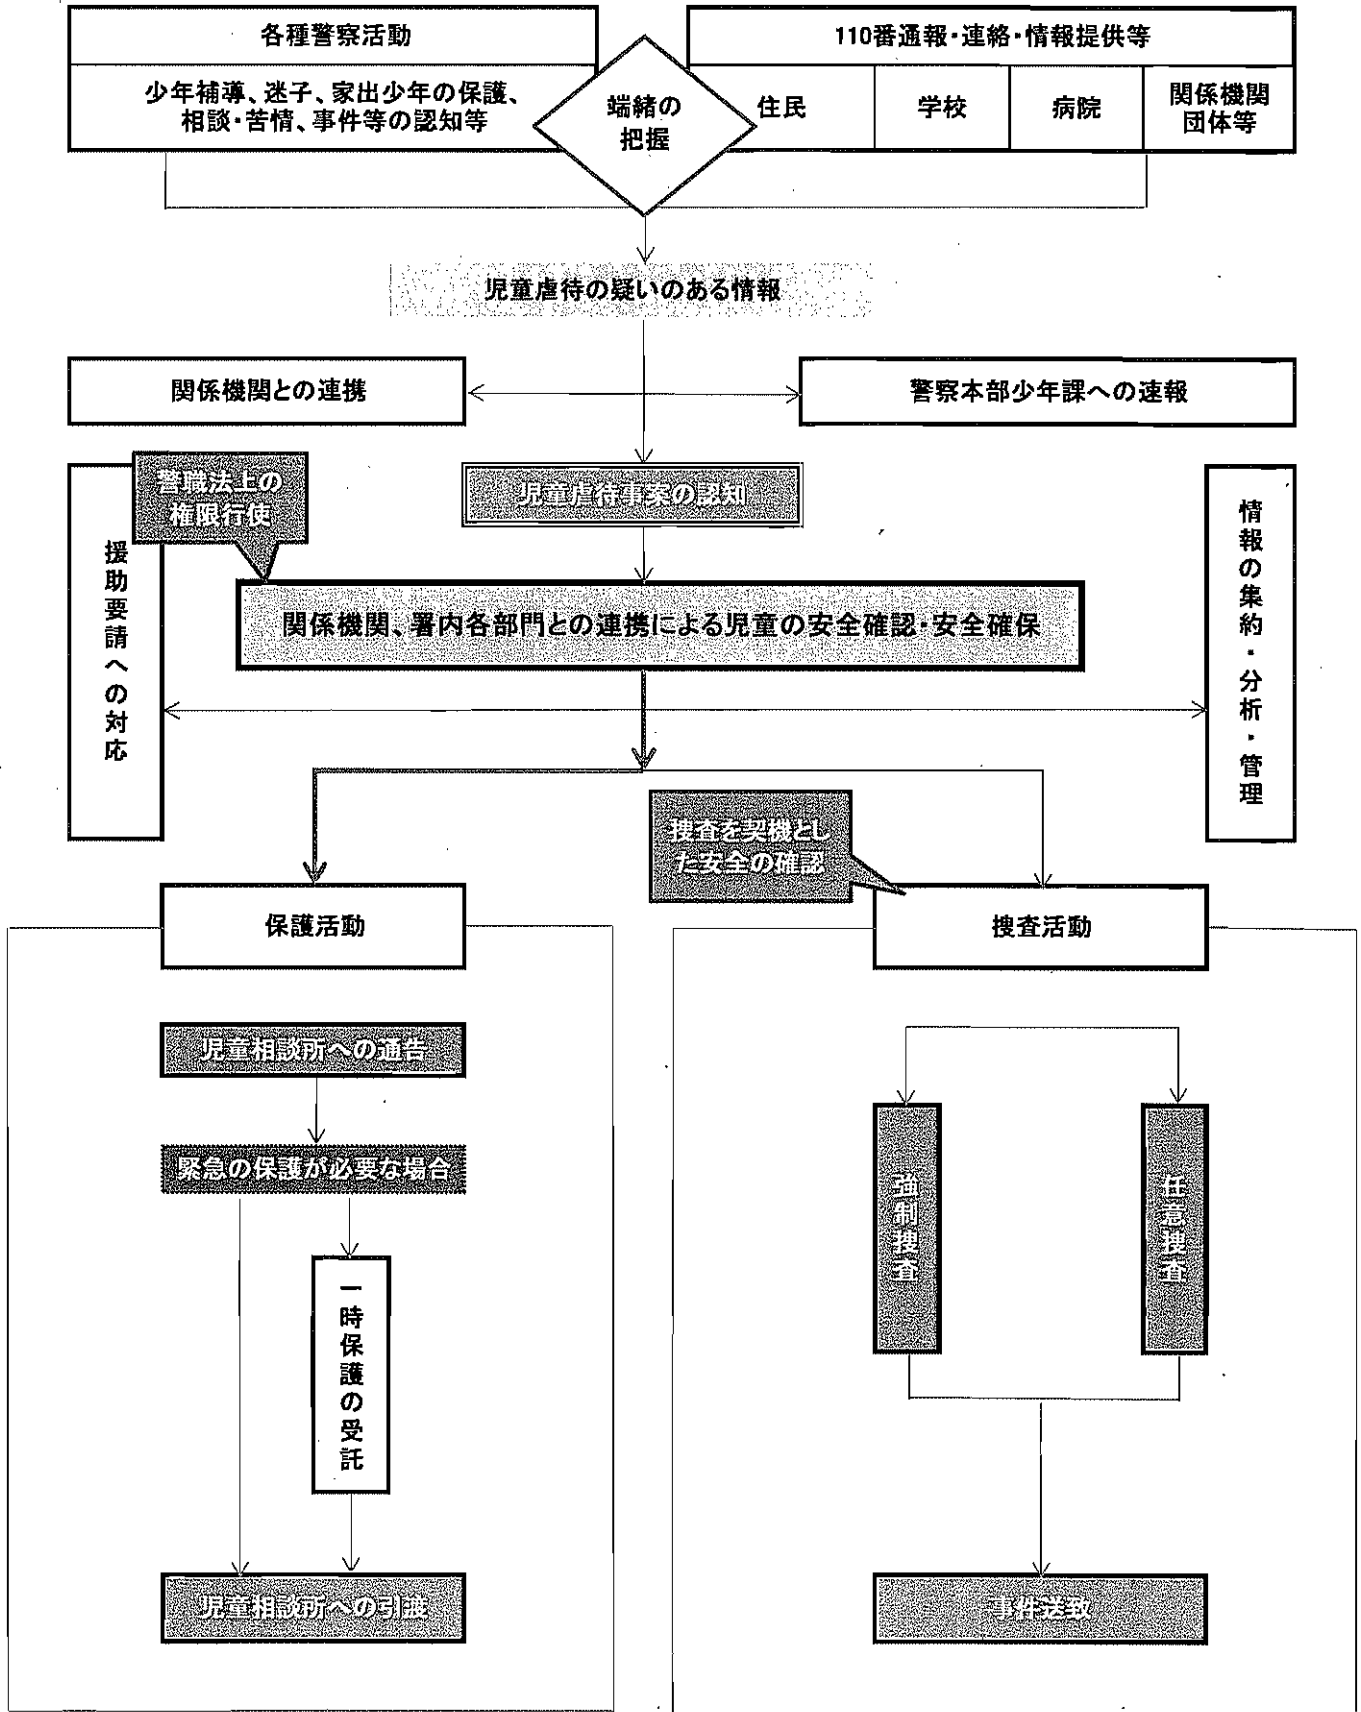 各種警察活動
少年補導、迷子、家出少年の保護、
相談・苦情、事件等の認知等
端緒の
把握
110番通報・連絡・情報提供等
住民
学校
病院
関係機関
団体等
児童虐待の疑いのある情報
関係機関との連携
警察本部少年課への速報
警職法上の
権限行使
児童虐待事案の認知
援助要請への対応
関係機関、署内各部門との連携による児童の安全確認・安全確保
情報の集約・分析・管理
捜査を契機とし
た安全の確認
保護活動
捜査活動
児童相談所への通告
緊急の保護が必要な場合
一時保護の受託
児童相談所への引渡
強制捜査
任意捜査
事件送致